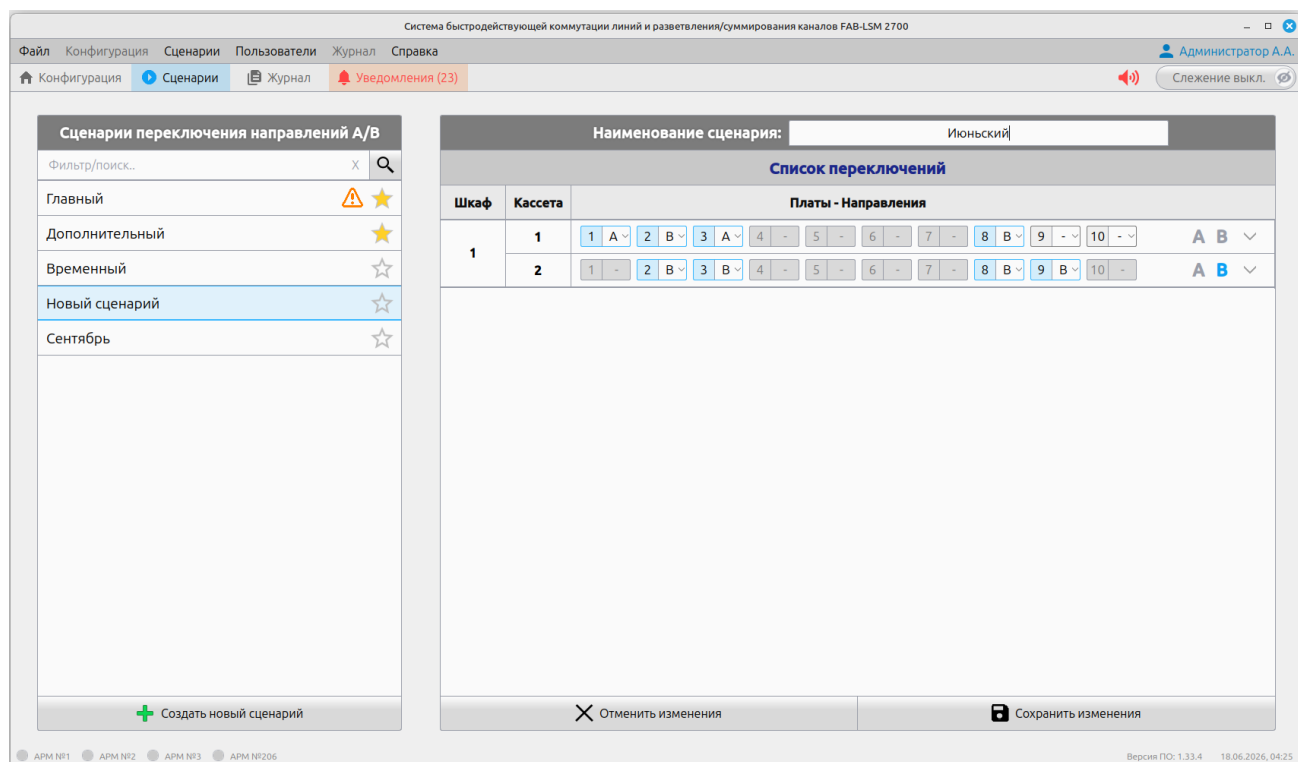 Система быстродействующей коммутации линий и разветвления/суммирования каналов FAB-LSM 2700
Файл Конфигурация Сценарии Пользователи Журнал Справка Администратор А.А.
Конфигурация Сценарии Журнал Уведомления (23) Слежение выкл.
Сценарии переключения направлений А/В
Фильтр/поиск.. X
Главный
Дополнительный
Временный
Новый сценарий
Сентябрь
Создать новый сценарий
Наименование сценария: Июньский
Список переключений
Шкаф Кассета Платы - Направления
1
1 1 A 2 B 3 A 4 - 5 - 6 - 7 - 8 B 9 - 10 - A B
2 1 - 2 B 3 B 4 - 5 - 6 - 7 - 8 B 9 B 10 - A B
Отменить изменения Сохранить изменения
АРМ №1 АРМ №2 АРМ №3 АРМ №206 Версия ПО: 1.33.4 18.06.2026, 04:25